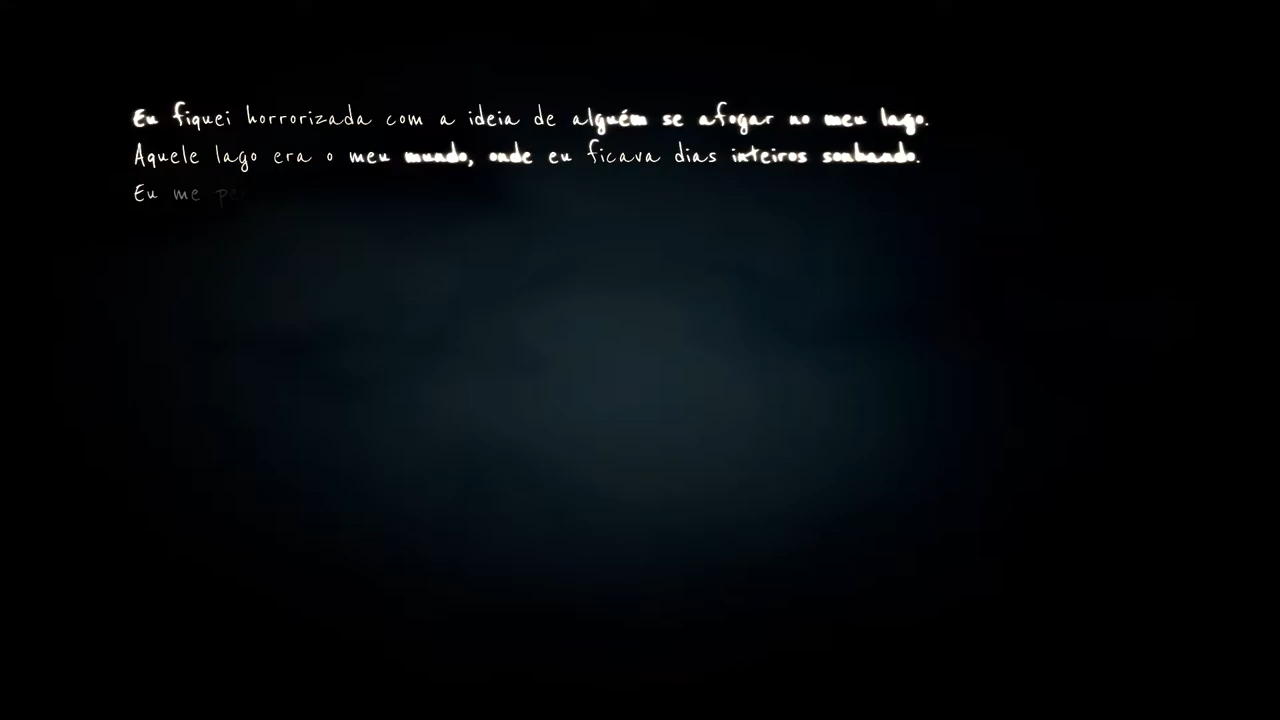 Eu fiquei horrorizada com a ideia de alguém se afogar no meu lago.
Aquele lago era o meu mundo, onde eu ficava dias inteiros sonhando.
Eu me